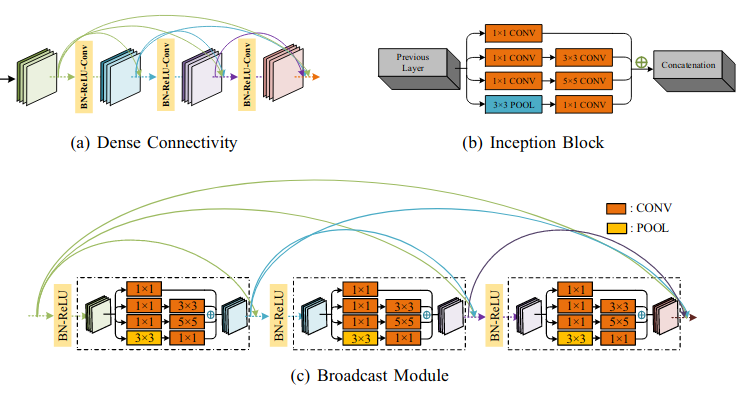 BN-ReLU-Conv
BN-ReLU-Conv
BN-ReLU-Conv
(a) Dense Connectivity
Previous
Layer
1×1 CONV
1×1 CONV
3×3 CONV
1×1 CONV
5×5 CONV
3×3 POOL
1×1 CONV
Concatenation
(b) Inception Block
: CONV
: POOL
BN-ReLU
1×1
1×1
3×3
1×1
5×5
3×3
1×1
BN-ReLU
1×1
1×1
3×3
1×1
5×5
3×3
1×1
BN-ReLU
1×1
1×1
3×3
1×1
5×5
3×3
1×1
(c) Broadcast Module